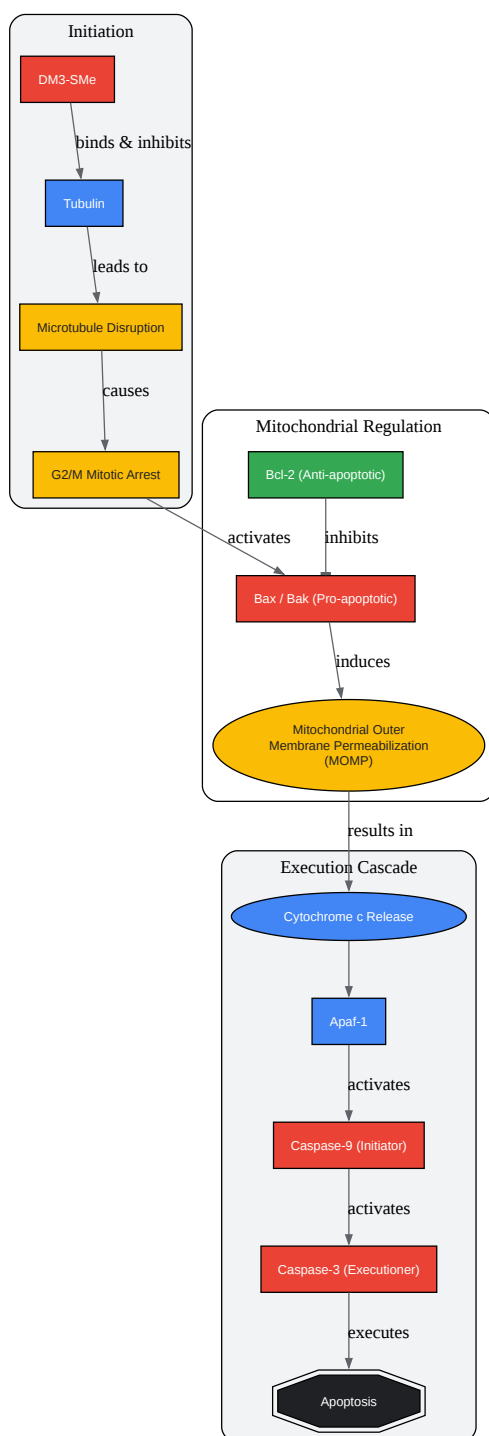 Initiation
DM3-SMe
binds & inhibits
Tubulin
leads to
Microtubule Disruption
causes
G2/M Mitotic Arrest
Mitochondrial Regulation
Bcl-2 (Anti-apoptotic)
activates
inhibits
Bax / Bak (Pro-apoptotic)
induces
Mitochondrial Outer
Membrane Permeabilization
(MOMP)
results in
Execution Cascade
Cytochrome c Release
Apaf-1
activates
Caspase-9 (Initiator)
activates
Caspase-3 (Executioner)
executes
Apoptosis